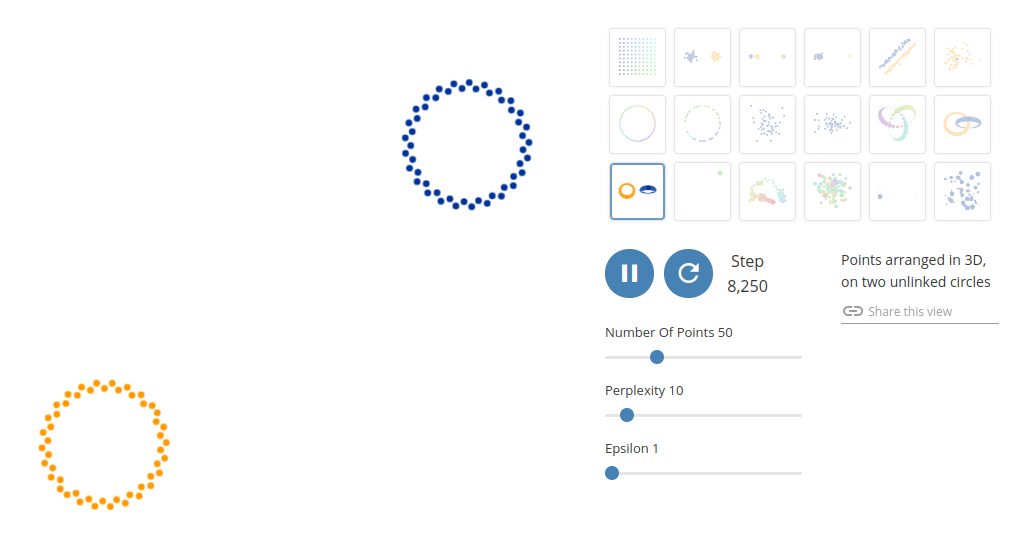 Step
8,250
Points arranged in 3D,
on two unlinked circles
Share this view
Number Of Points 50
Perplexity 10
Epsilon 1